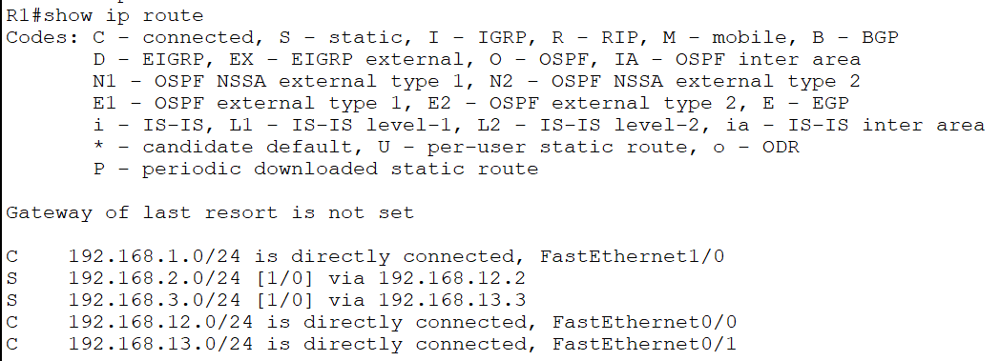 R1#show ip route
Codes: C - connected, S - static, I - IGRP, R - RIP, M - mobile, B - BGP
D - EIGRP, EX - EIGRP external, O - OSPF, IA - OSPF inter area
N1 - OSPF NSSA external type 1, N2 - OSPF NSSA external type 2
E1 - OSPF external type 1, E2 - OSPF external type 2, E - EGP
i - IS-IS, L1 - IS-IS level-1, L2 - IS-IS level-2, ia - IS-IS inter area
* - candidate default, U - per-user static route, o - ODR
P - periodic downloaded static route
Gateway of last resort is not set
C 192.168.1.0/24 is directly connected, FastEthernet1/0
S 192.168.2.0/24 [1/0] via 192.168.12.2
S 192.168.3.0/24 [1/0] via 192.168.13.3
C 192.168.12.0/24 is directly connected, FastEthernet0/0
C 192.168.13.0/24 is directly connected, FastEthernet0/1